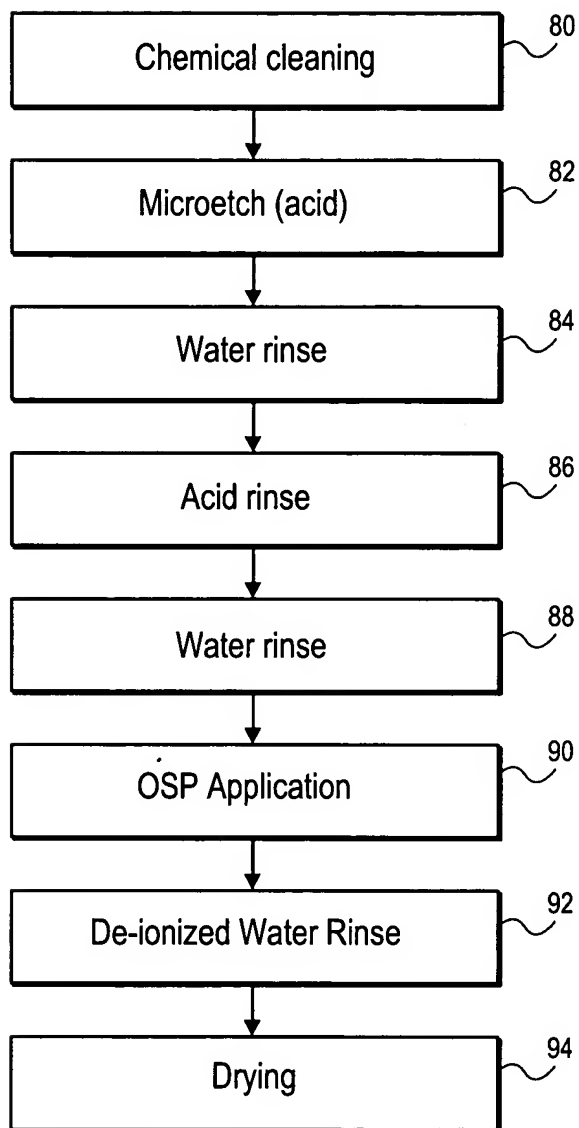 Chemical cleaning
80
Microetch (acid)
82
Water rinse
84
Acid rinse
86
Water rinse
88
OSP Application
90
De-ionized Water Rinse
92
Drying
94